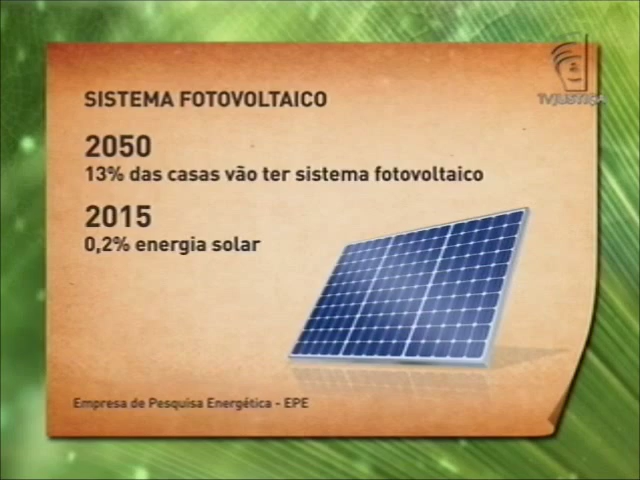 TVJUSTIÇA
SISTEMA FOTOVOLTAICO
2050
13% das casas vão ter sistema fotovoltaico
2015
0,2% energia solar
Empresa de Pesquisa Energética - EPE